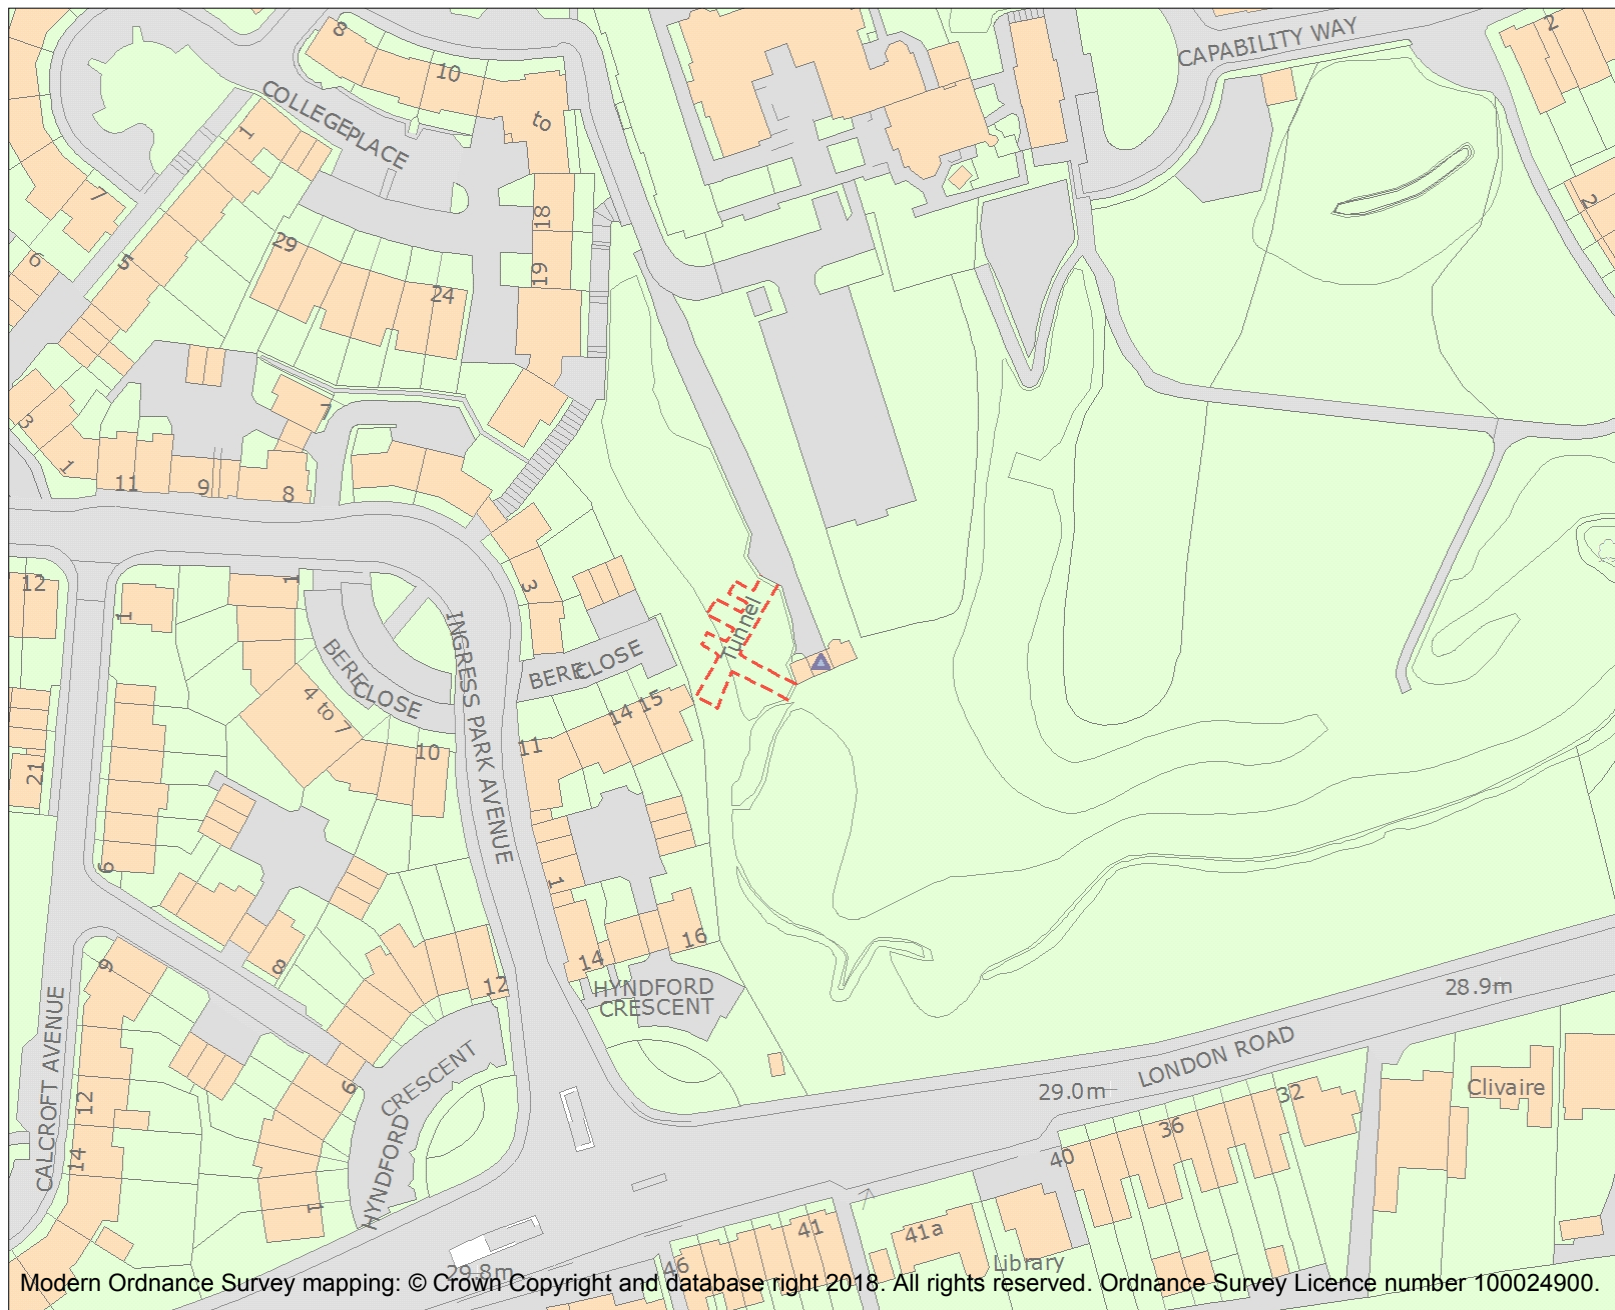 8
10
to
COLLEGE PLACE
1
7
6
5
29
24
18
19
CAPABILITY WAY
2
2
3
1
11
9
8
7
12
1
1
3
BERE CLOSE
4 to 7
10
INGRESS PARK AVENUE
BERE CLOSE
Tunnel
14 15
11
21
6
1
14
16
HYNDFORD
CRESCENT
8
12
9
CALCROFT AVENUE
12
14
6
1
HYNDFORD CRESCENT
28.9m
LONDON ROAD
29.0m
32
36
40
Clivaire
41
41a
Library
46
29.8m
Modern Ordnance Survey mapping: © Crown Copyright and database right 2018. All rights reserved. Ordnance Survey Licence number 100024900.